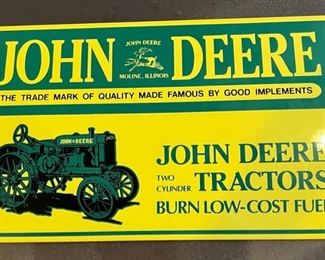 JOHN DEERE
JOHN DEERE
MOLINE, ILLINOIS
THE TRADE MARK OF QUALITY MADE FAMOUS BY GOOD IMPLEMENTS
JOHN DEERE
JOHN DEERE
TWO CYLINDER TRACTORS
BURN LOW-COST FUEL